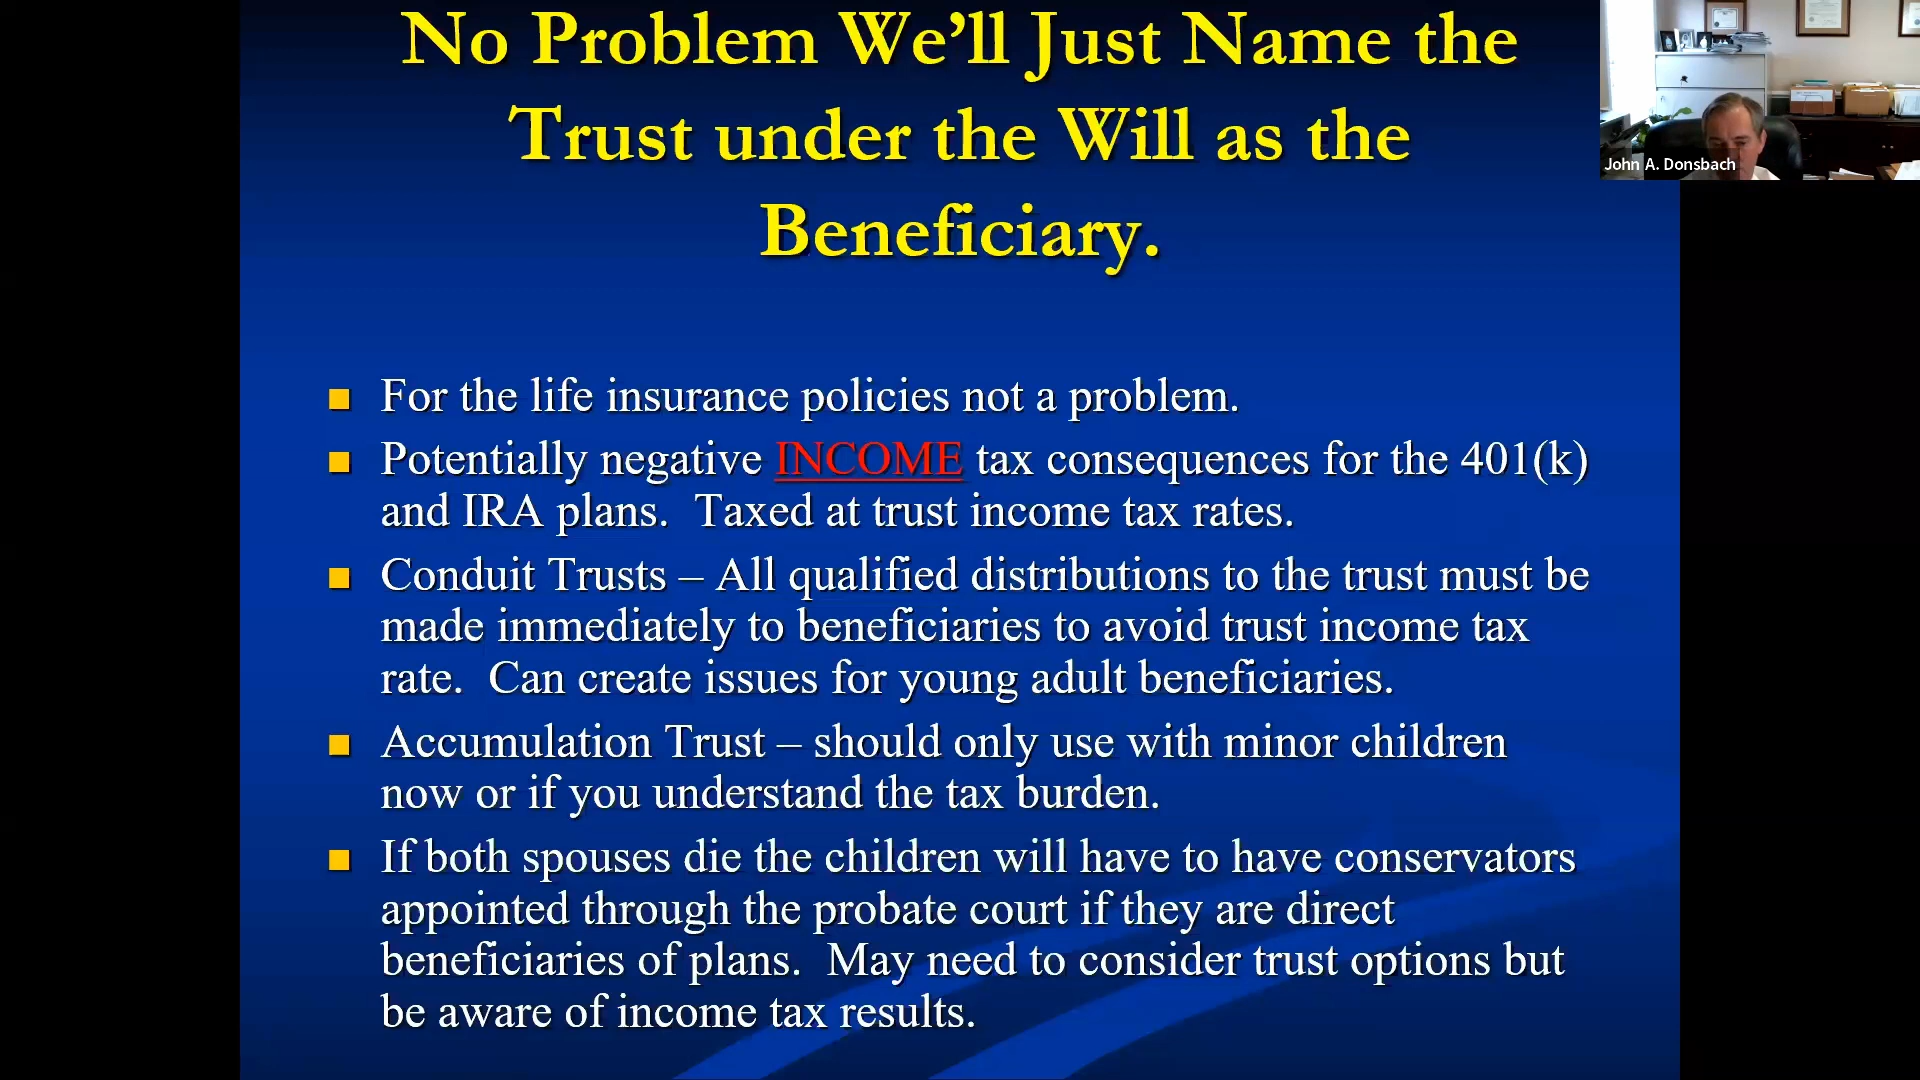 No Problem We’ll Just Name the
Trust under the Will as the
Beneficiary.
John A. Donsbach
For the life insurance policies not a problem.
Potentially negative INCOME tax consequences for the 401(k)
and IRA plans.  Taxed at trust income tax rates.
Conduit Trusts – All qualified distributions to the trust must be
made immediately to beneficiaries to avoid trust income tax
rate.  Can create issues for young adult beneficiaries.
Accumulation Trust – should only use with minor children
now or if you understand the tax burden.
If both spouses die the children will have to have conservators
appointed through the probate court if they are direct
beneficiaries of plans.  May need to consider trust options but
be aware of income tax results.